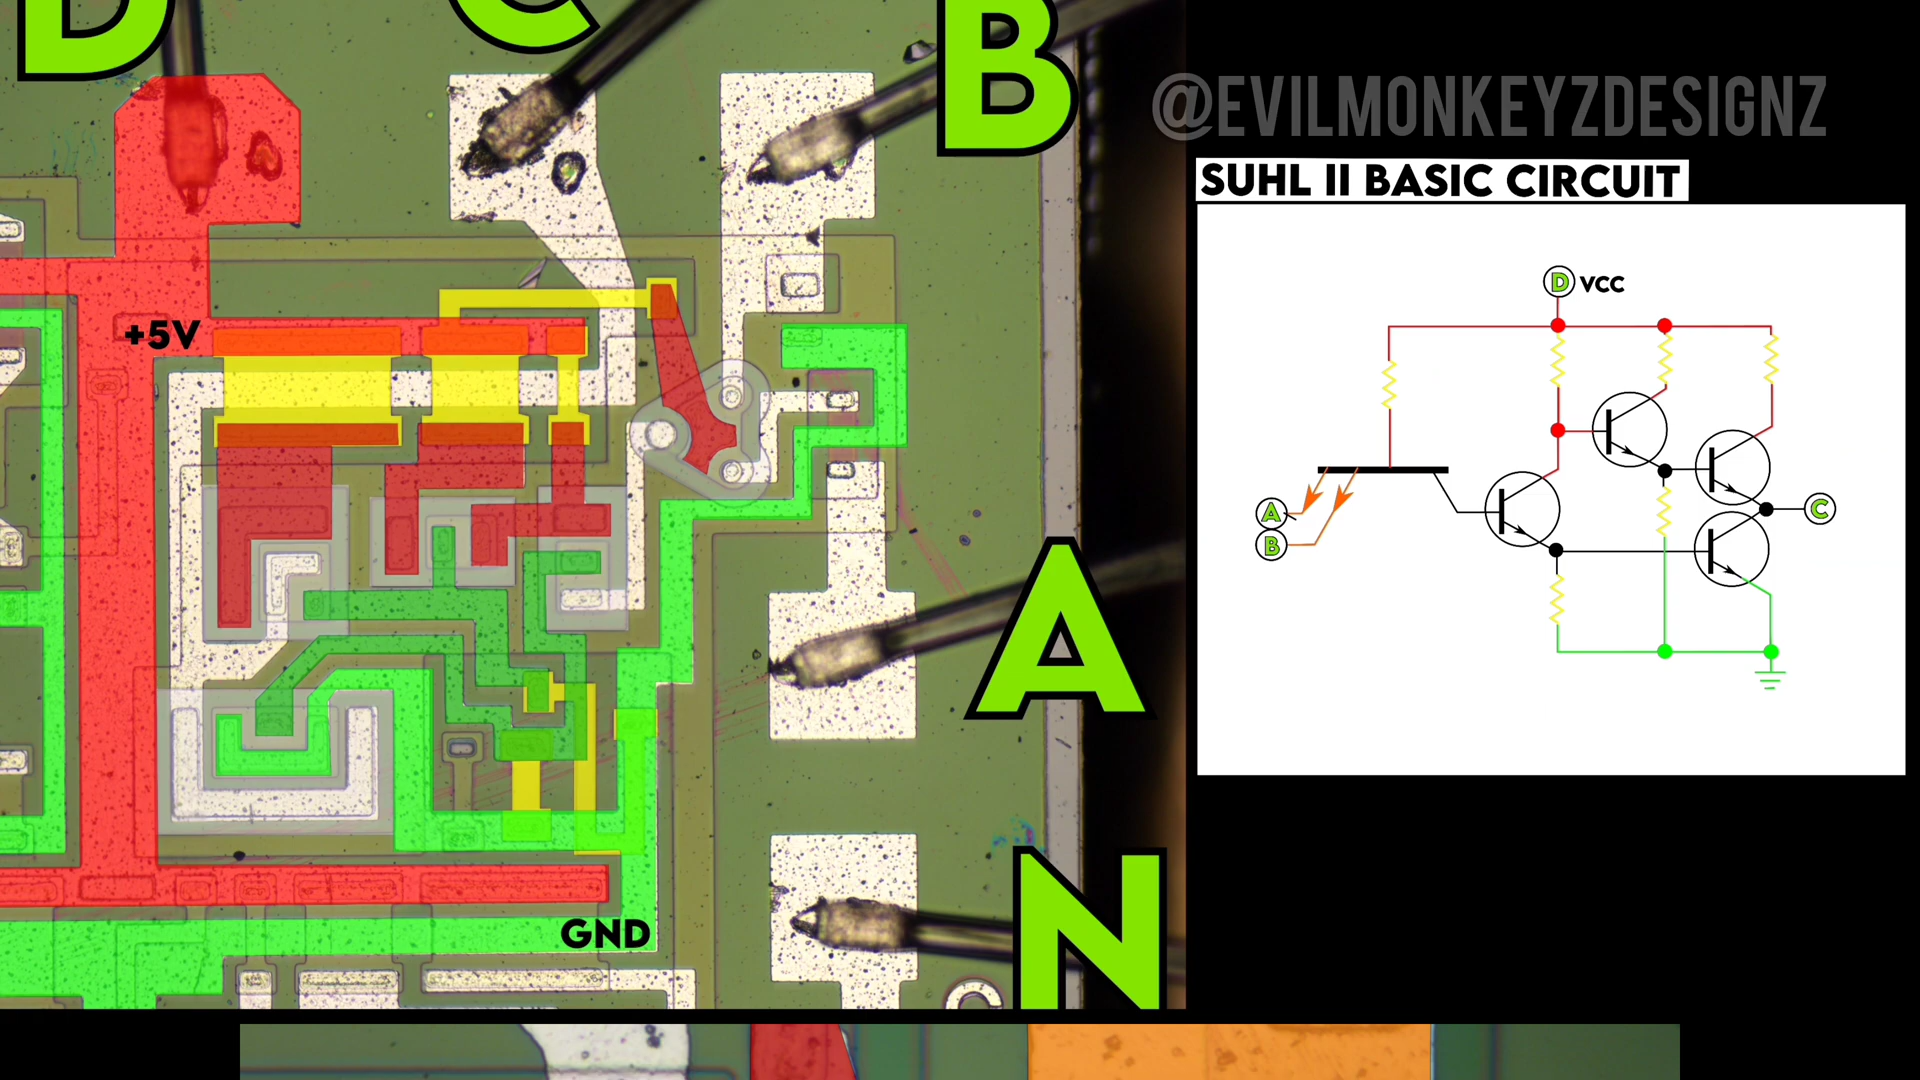 D
C
B
@EVILMONKEYZDESIGNZ
SUHL II BASIC CIRCUIT
D VCC
+5V
A
C
B
A
N
GND